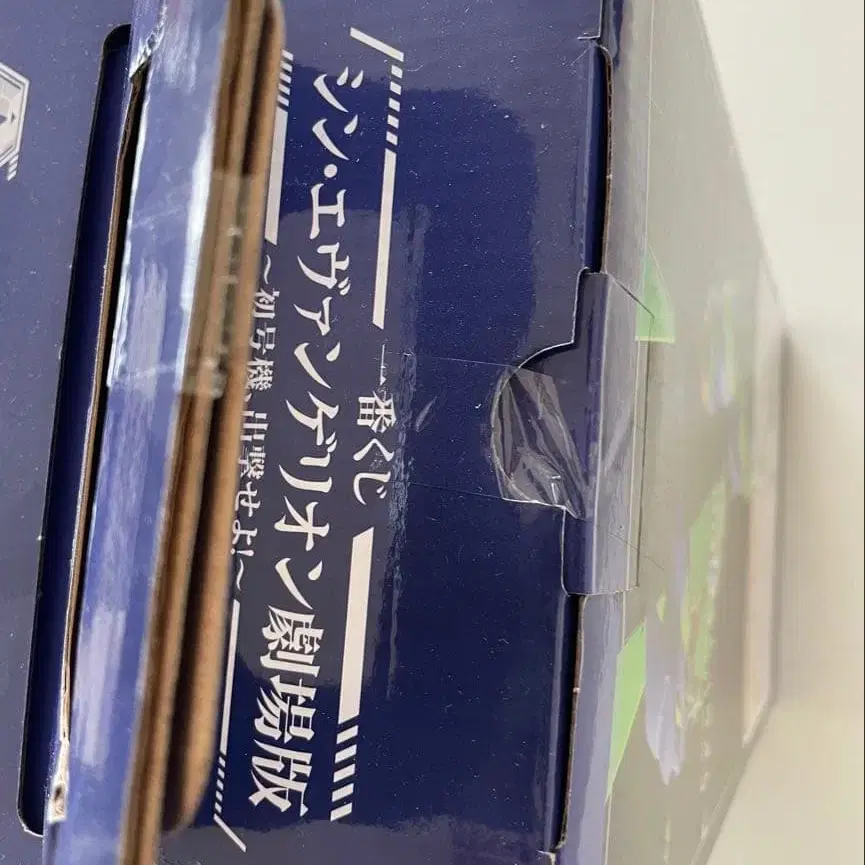 一番くじ
シン・エヴァンゲリオン劇場版
～初号機、出撃せよ!～